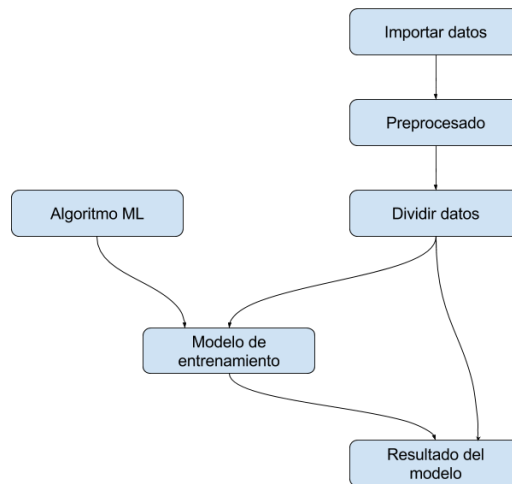 Importar datos
Preprocesado
Algoritmo ML
Dividir datos
Modelo de
entrenamiento
Resultado del
modelo